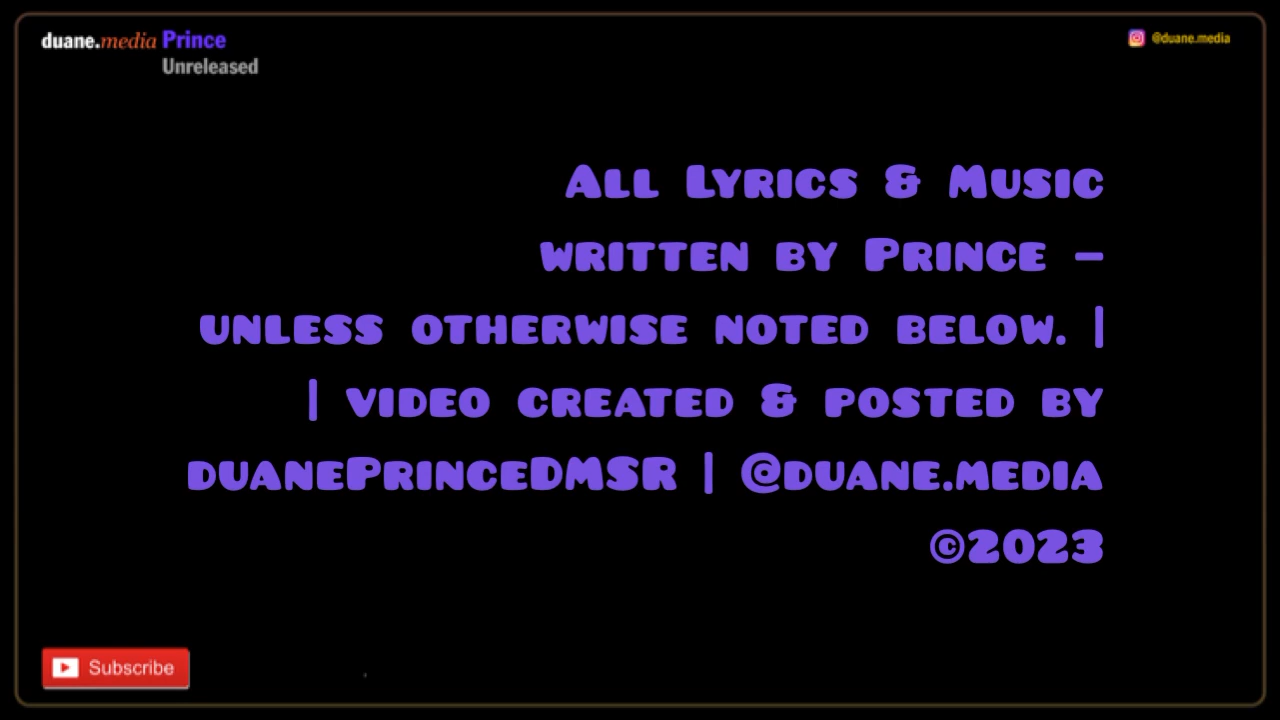 duane.media Prince
Unreleased
@duane.media
All Lyrics & Music
written by Prince –
unless otherwise noted below. |
| video created & posted by
duanePrinceDMSR | @duane.media
©2023
Subscribe